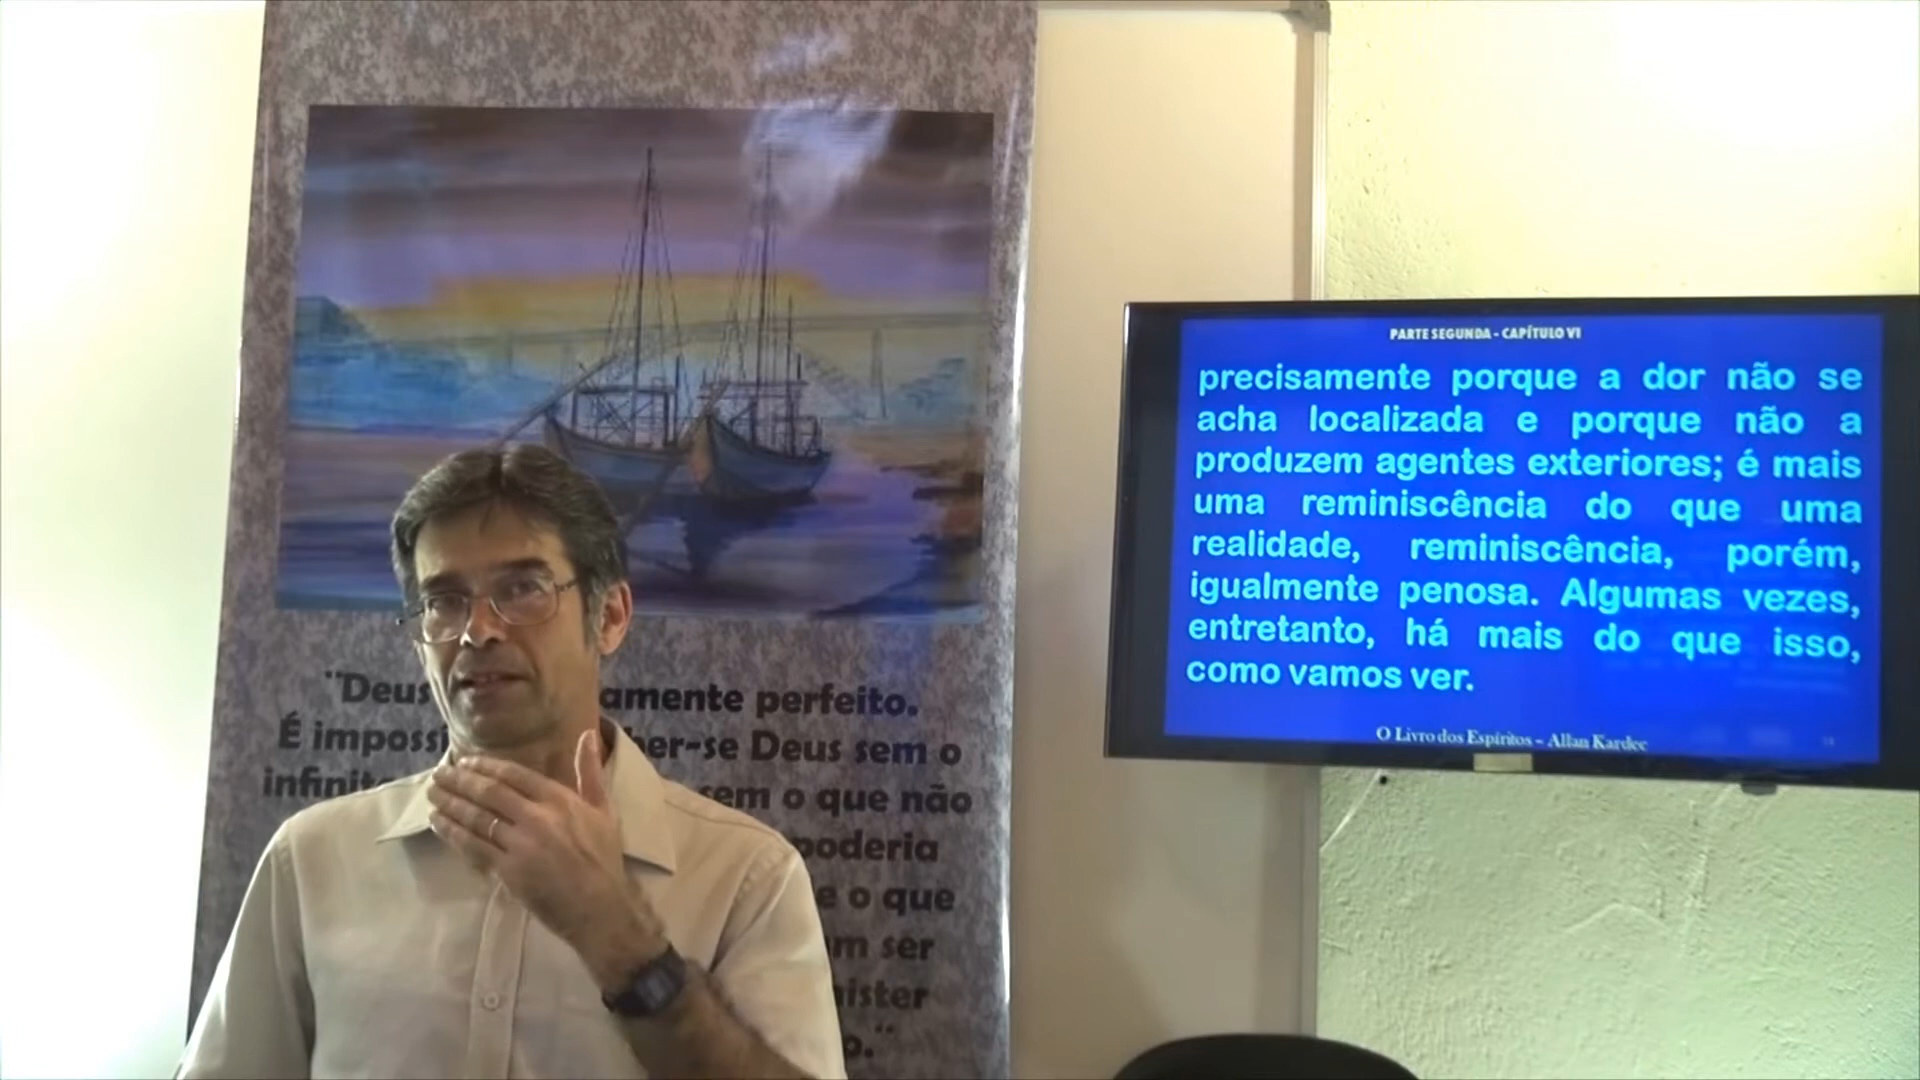 ¨Deus amente perfeito.
É imposs ber-se Deus sem o
infinit sem o que não
poderia
e o que
m ser
nister
o.¨
PARTE SEGUNDA - CAPÍTULO VI
precisamente porque a dor não se
acha localizada e porque não a
produzem agentes exteriores; é mais
uma reminiscência do que uma
realidade, reminiscência, porém,
igualmente penosa. Algumas vezes,
entretanto, há mais do que isso,
como vamos ver.
O Livro dos Espíritos – Allan Kardec